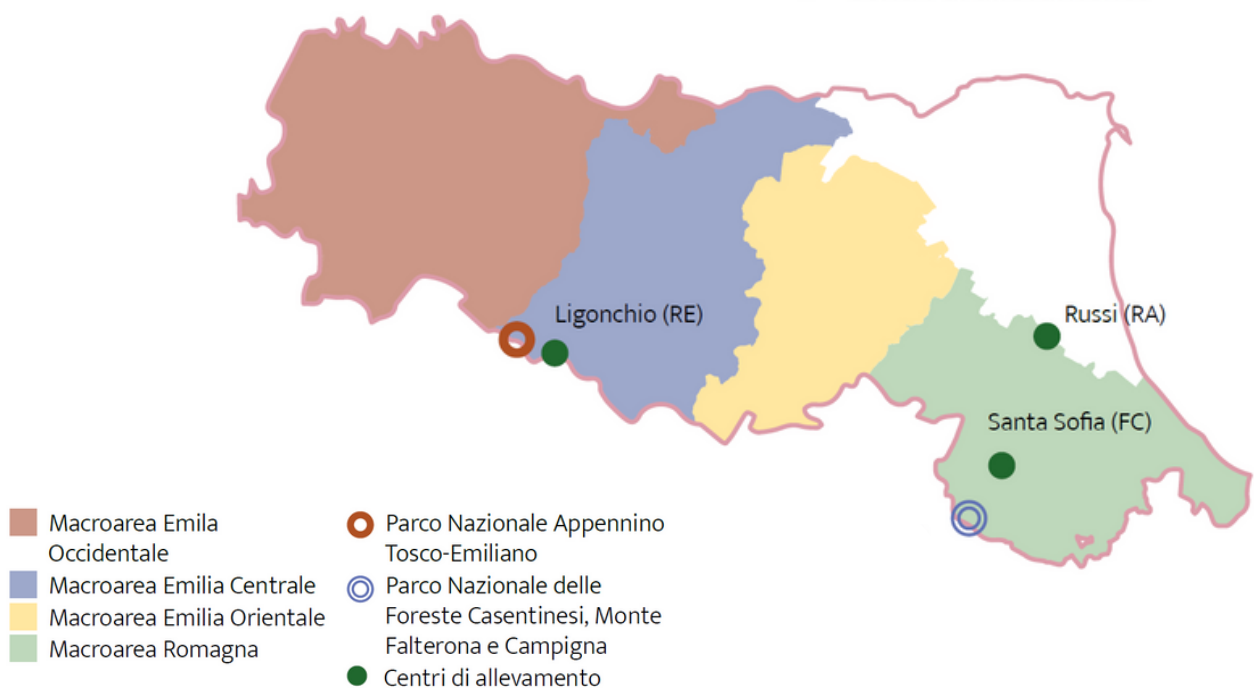 Ligonchio (RE)
Russi (RA)
Santa Sofia (FC)
Macroarea Emila
Occidentale
Macroarea Emilia Centrale
Macroarea Emilia Orientale
Macroarea Romagna
Parco Nazionale Appennino
Tosco-Emiliano
Parco Nazionale delle
Foreste Casentinesi, Monte
Falterona e Campigna
Centri di allevamento